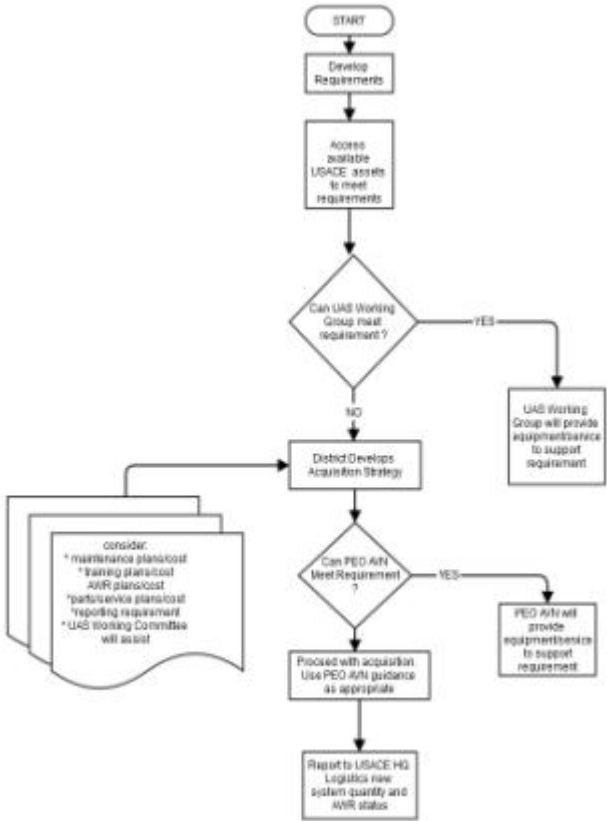 START
Develop
Requirements
Access
available
USACE assets
to meet
requirements
Can UAS Working
Group meet
requirement ?
YES
UAS Working
Group will provide
equipment/service
to support
requirement
NO
District Develops
Acquisition Strategy
consider:
* maintenance plans/cost
* training plans/cost
AWR plans/cost
*parts/service plans/cost
*reporting requirement
* UAS Working Committee
will assist
Can PEO AVN
Meet Requirement
?
YES
PEO AVN will
provide
equipment/service
to support
requirement
Proceed with acquisition.
Use PEO AVN guidance
as appropriate
Report to USACE HQ
Logistics new
system quantity and
AWR status